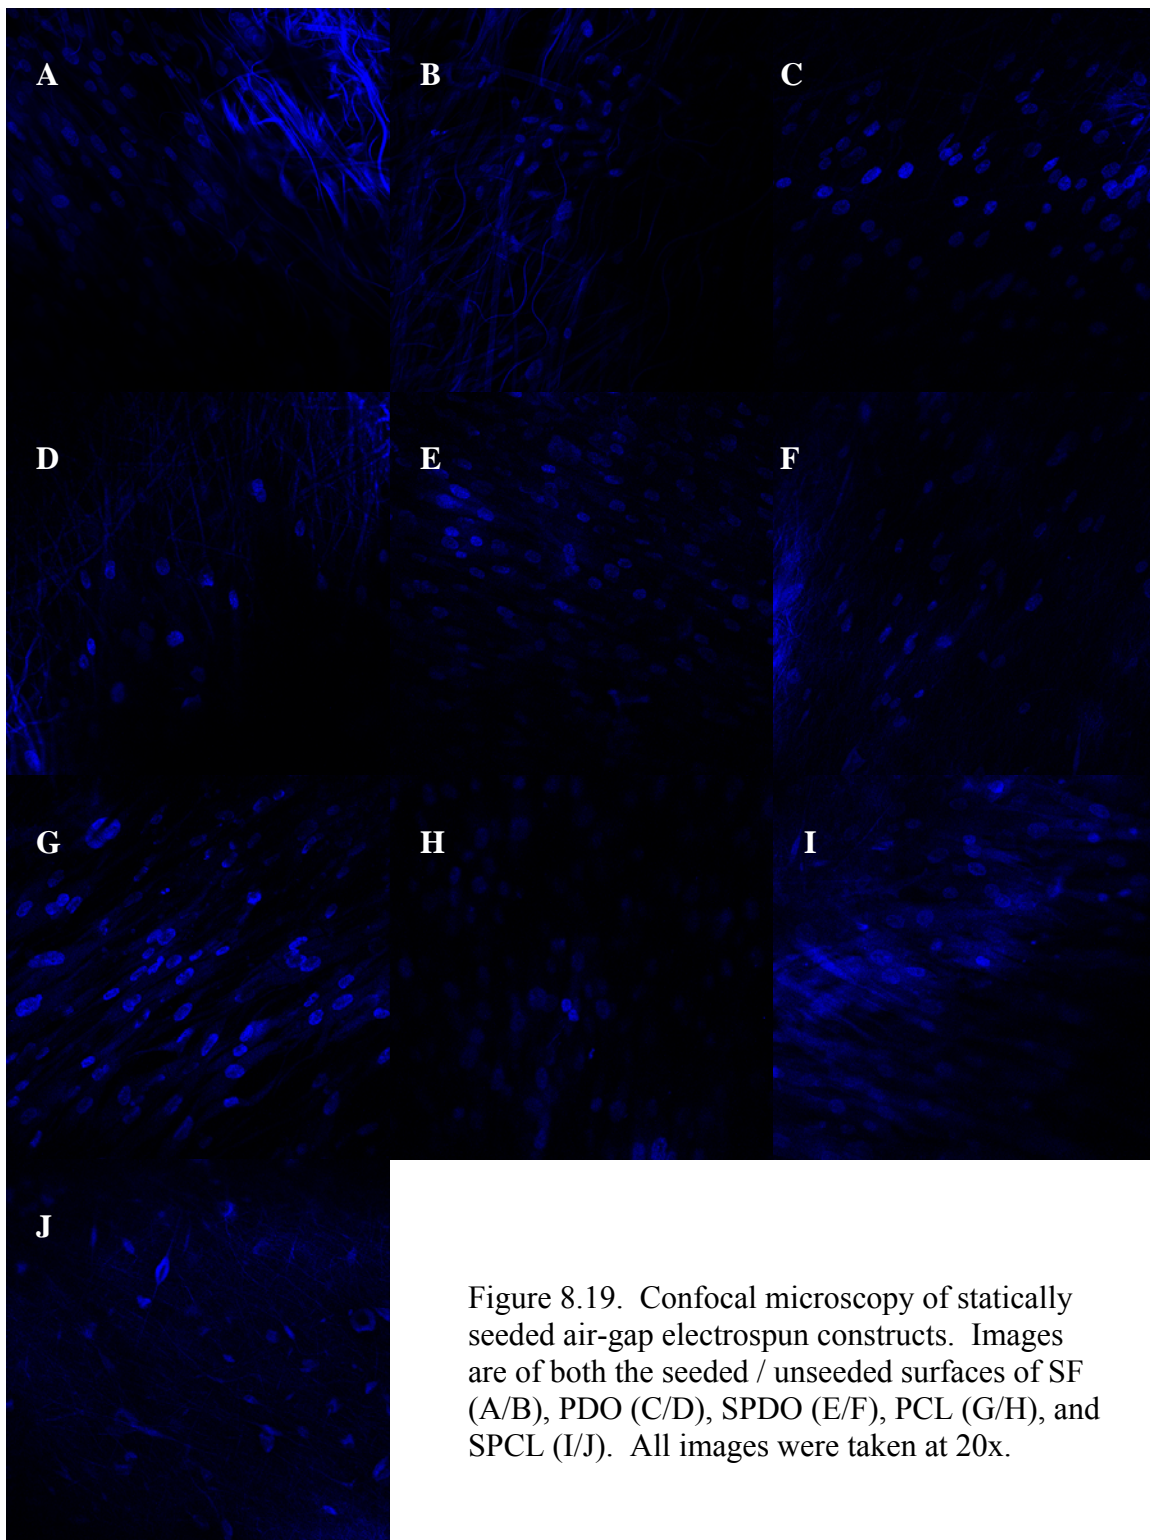 A
B
C
D
E
F
G
H
I
J
Figure 8.19.  Confocal microscopy of statically
seeded air-gap electrospun constructs.  Images
are of both the seeded / unseeded surfaces of SF
(A/B), PDO (C/D), SPDO (E/F), PCL (G/H), and
SPCL (I/J).  All images were taken at 20x.